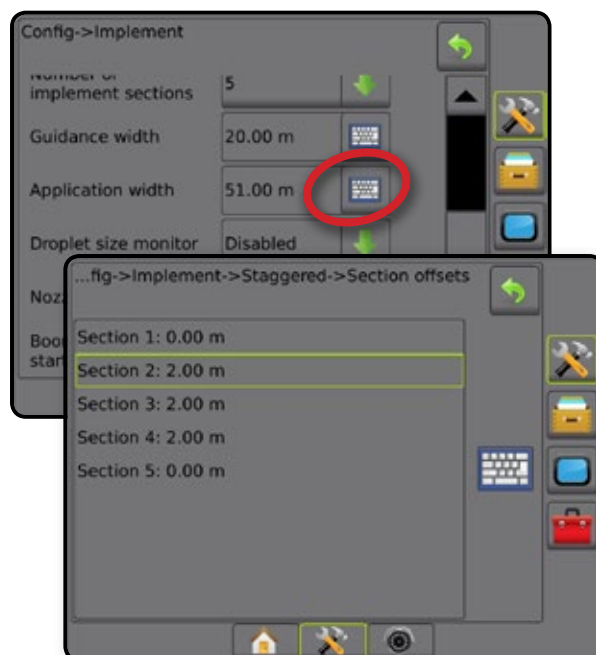 Config->Implement
implement sections
5
Guidance width
20.00 m
Application width
51.00 m
Droplet size monitor
Disabled
...fig->Implement->Staggered->Section offsets
Section 1: 0.00 m
Section 2: 2.00 m
Section 3: 2.00 m
Section 4: 2.00 m
Section 5: 0.00 m